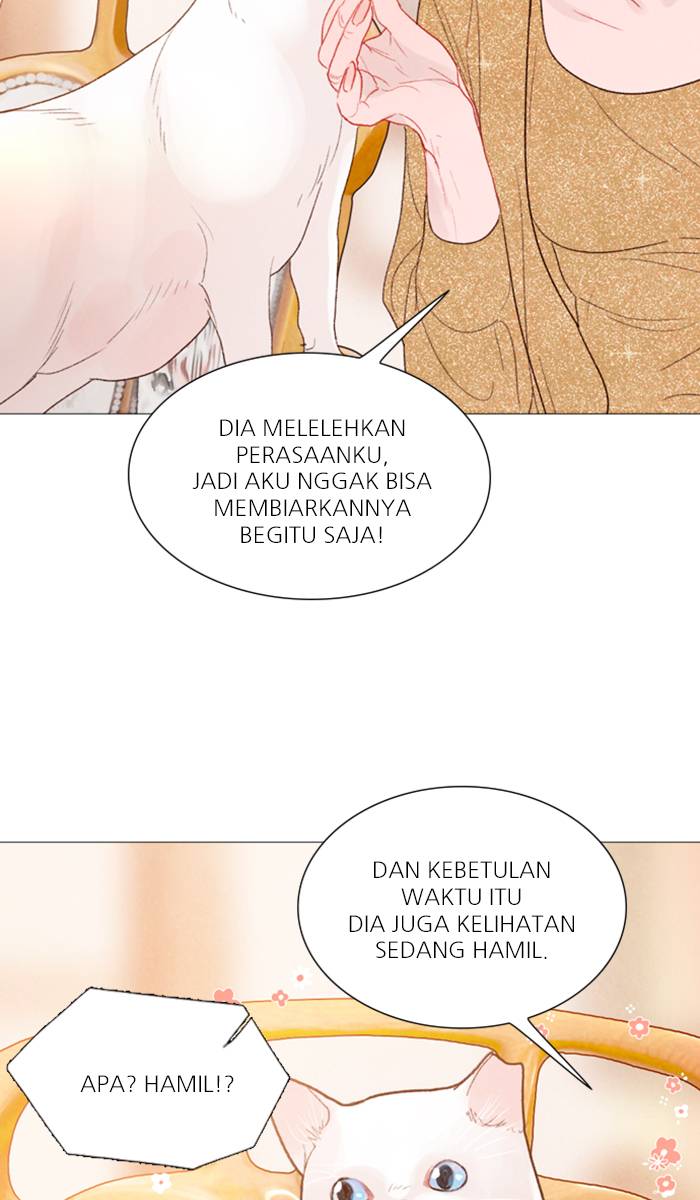 DIA MELELEHKAN
PERASAANKU,
JADI AKU NGGAK BISA
MEMBIARKANNYA
BEGITU SAJA!
DAN KEBETULAN
WAKTU ITU
DIA JUGA KELIHATAN
SEDANG HAMIL.
APA? HAMIL!?